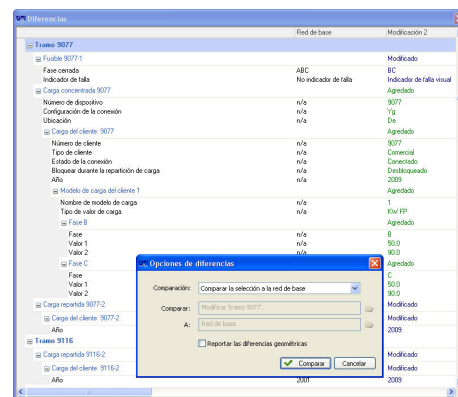 Diferencias
Red de base Modificación 2
Tramo 9077
Fusible 9077-1 Modificado
Fase cerrada ABC BC
Indicador de falla No indicador de falla Indicador de falla visual
Carga concentrada 9077 Agredado
Número de dispositivo n/a 9077
Configuración de la conexión n/a Yg
Ubicación n/a De
Carga del cliente 9077 Agredado
Número de cliente n/a 9077
Tipo de cliente n/a Comercial
Estado de la conexión n/a Conectado
Bloquear durante la repartición de carga n/a Desbloqueado
Año n/a 2009
Modelo de carga del cliente 1 Agredado
Nombre de modelo de carga n/a 1
Tipo de valor de carga n/a KW FP
Fase B Agredado
Fase n/a B
Valor 1 n/a 50.0
Valor 2 n/a 90.0
Fase C Agredado
Fase C
Valor 1 50.0
Valor 2 90.0
Carga repartida 9077-2 Modificado
Carga del cliente 9077-2 Modificado
Año 2009
Tramo 9116
Carga repartida 9116-2 Modificado
Carga del cliente 9116-2 Modificado
Año 2001 2009
Opciones de diferencias
Comparación: Comparar la selección a la red de base
Comparar: Modificar 'tramo 9077'.
A: Red de base
Reportar las diferencias geométricas
Comparar Cancelar